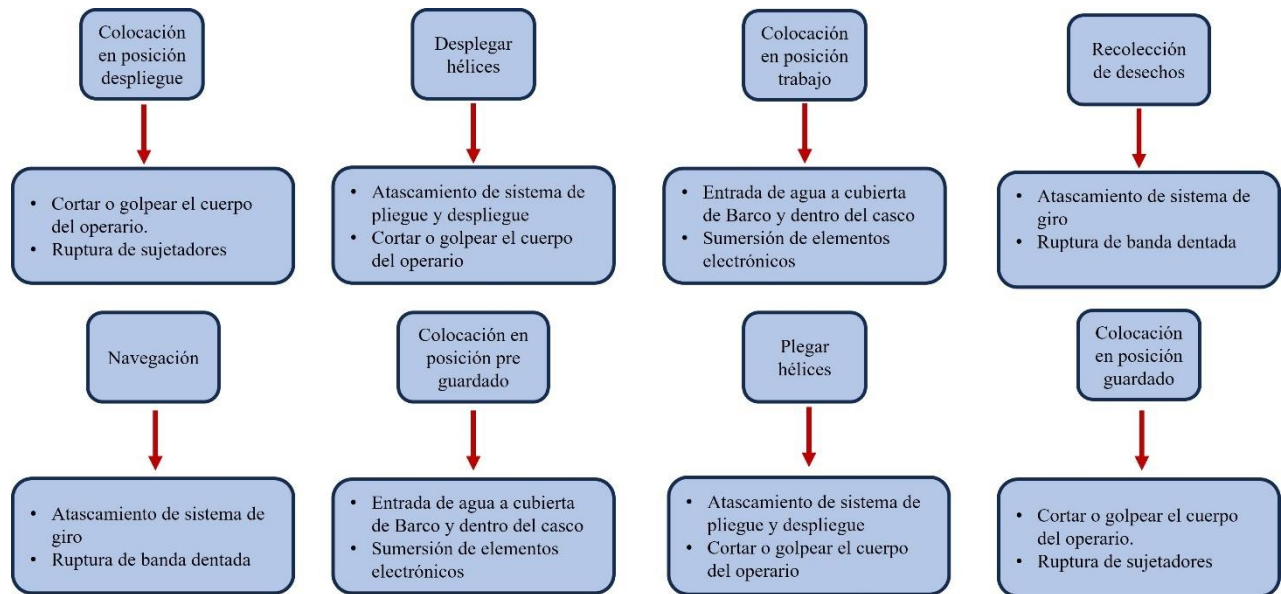 Colocación
en posición
despliegue
• Cortar o golpear el cuerpo
del operario.
• Ruptura de sujetadores
Desplegar
hélices
• Atascamiento de sistema de
pliegue y despliegue
• Cortar o golpear el cuerpo
del operario
Colocación
en posición
trabajo
• Entrada de agua a cubierta
de Barco y dentro del casco
• Sumersión de elementos
electrónicos
Recolección
de desechos
• Atascamiento de sistema de
giro
• Ruptura de banda dentada
Navegación
• Atascamiento de sistema de
giro
• Ruptura de banda dentada
Colocación en
posición pre
guardado
• Entrada de agua a cubierta
de Barco y dentro del casco
• Sumersión de elementos
electrónicos
Plegar
hélices
• Atascamiento de sistema de
pliegue y despliegue
• Cortar o golpear el cuerpo
del operario
Colocación
en posición
guardado
• Cortar o golpear el cuerpo
del operario.
• Ruptura de sujetadores